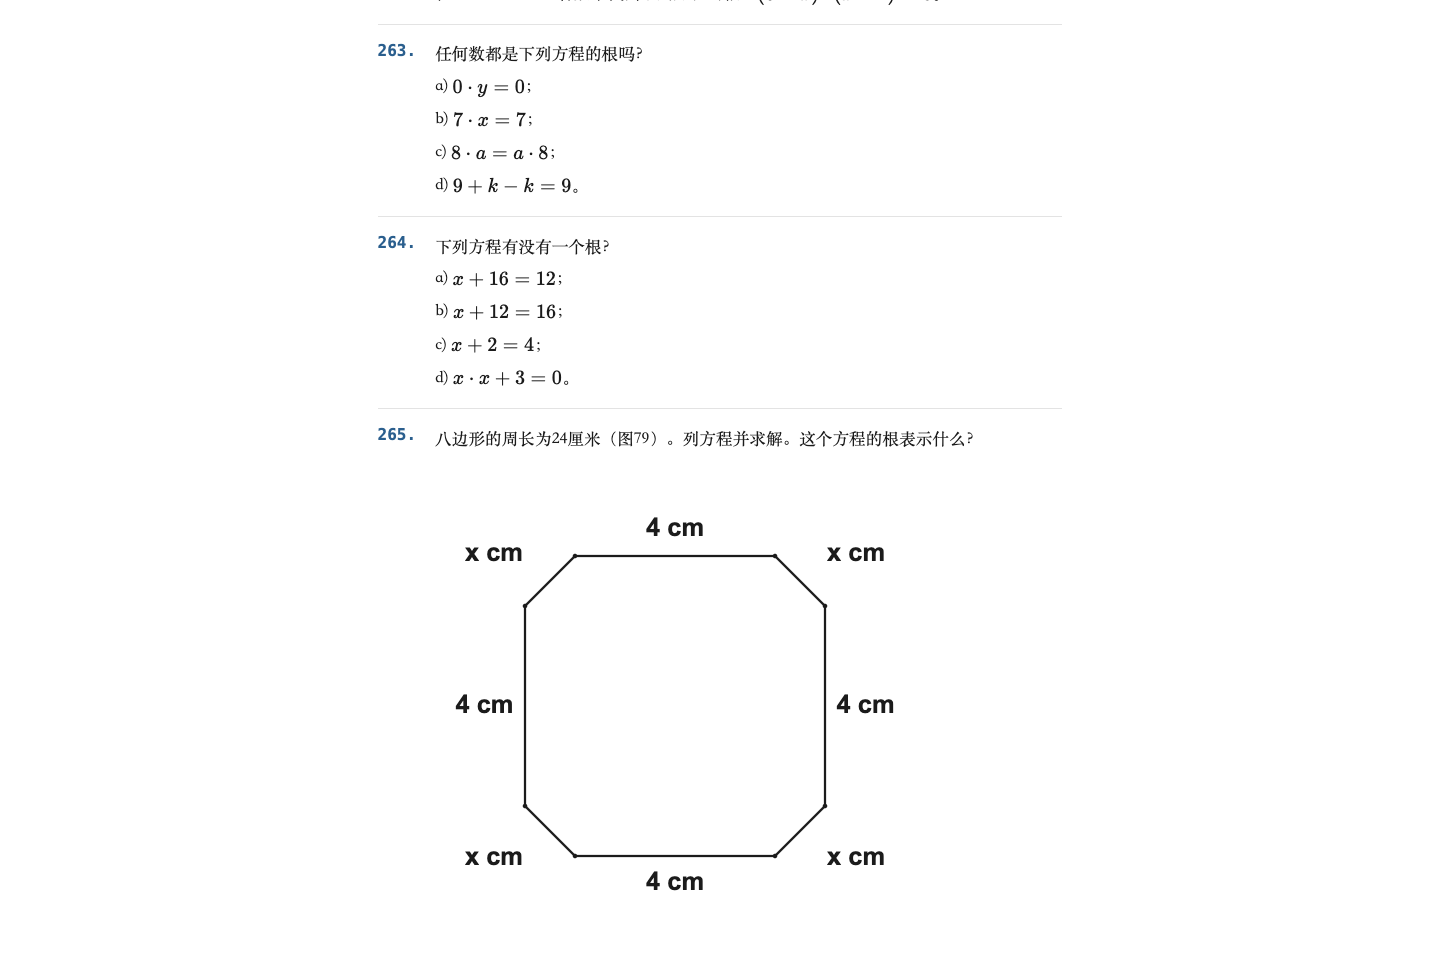 263. 任何数都是下列方程的根吗?
a) 0 · y = 0;
b) 7 · x = 7;
c) 8 · a = a · 8;
d) 9 + k − k = 9。
264. 下列方程有没有一个根?
a) x + 16 = 12;
b) x + 12 = 16;
c) x + 2 = 4;
d) x · x + 3 = 0。
265. 八边形的周长为24厘米（图79）。列方程并求解。这个方程的根表示什么?
4 cm
x cm x cm
4 cm 4 cm
x cm x cm
4 cm